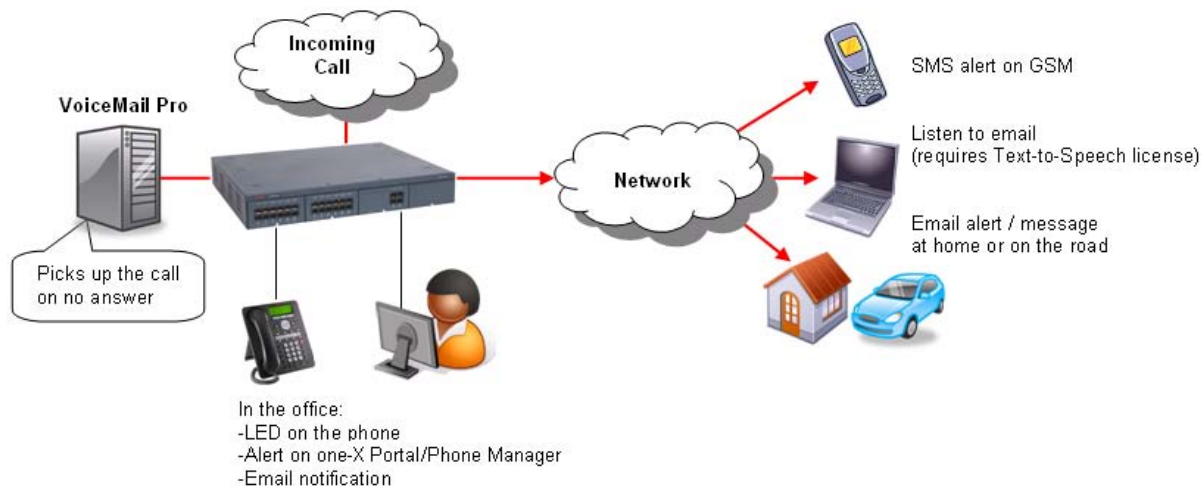 Incoming
Call
VoiceMail Pro
Picks up the call
on no answer
Network
SMS alert on GSM
Listen to email
(requires Text-to-Speech license)
Email alert / message
at home or on the road
In the office:
-LED on the phone
-Alert on one-X Portal/Phone Manager
-Email notification